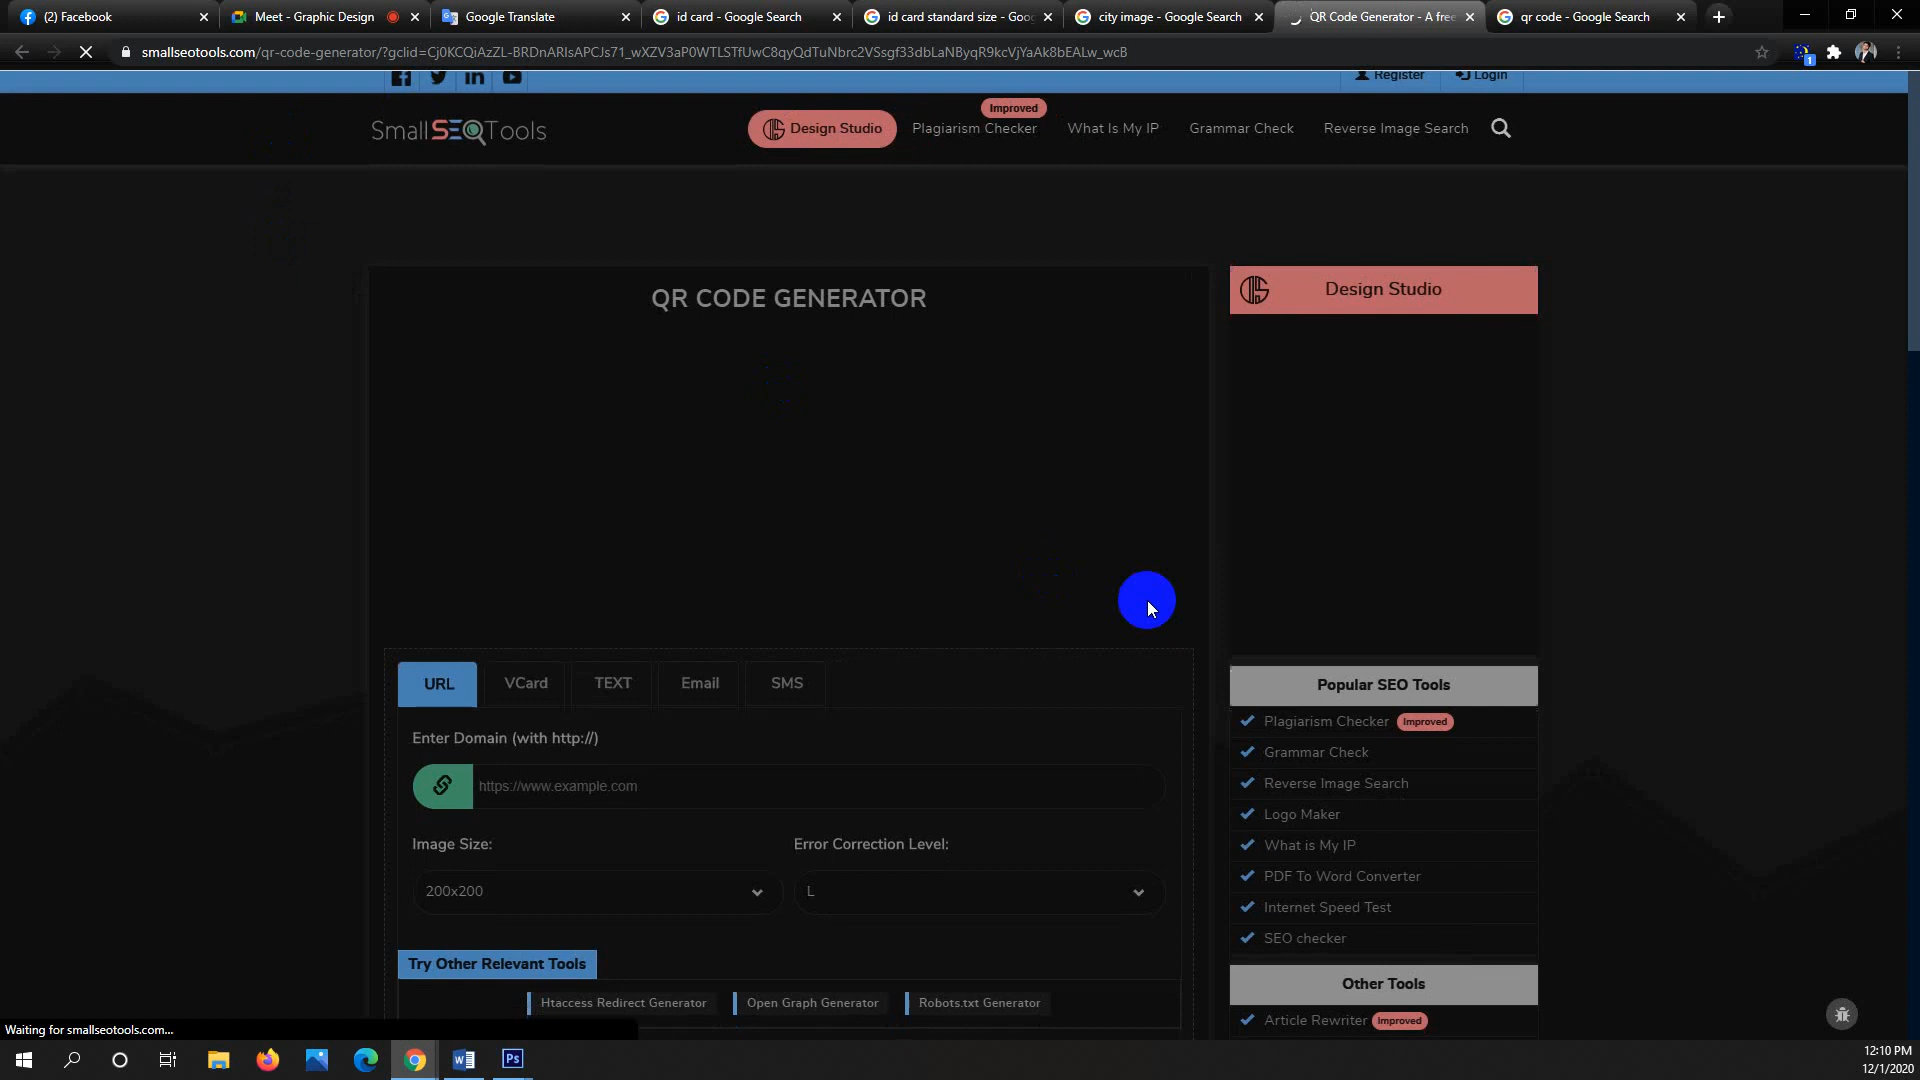 (2) Facebook
Meet - Graphic Design
Google Translate
id card - Google Search
id card standard size - Goo
city image - Google Search
QR Code Generator - A free
qr code - Google Search
smallseotools.com/qr-code-generator/?gclid=Cj0KCQiAzZL-BRDnARIsAPCJs71_wXZV3aP0WTLSTfUwC8qyQdTuNbrc2VSsgf33dbLaNByqR9kcVjYaAk8bEALw_wcB
1
Register
Login
SmallSEOTools
Design Studio
Improved
Plagiarism Checker
What Is My IP
Grammar Check
Reverse Image Search
QR CODE GENERATOR
Design Studio
URL
VCard
TEXT
Email
SMS
Enter Domain (with http://)
https://www.example.com
Image Size:
Error Correction Level:
200x200
L
Try Other Relevant Tools
Htaccess Redirect Generator
Open Graph Generator
Robots.txt Generator
Popular SEO Tools
Plagiarism Checker Improved
Grammar Check
Reverse Image Search
Logo Maker
What is My IP
PDF To Word Converter
Internet Speed Test
SEO checker
Other Tools
Article Rewriter Improved
Waiting for smallseotools.com...
Ps
12:10 PM
12/1/2020